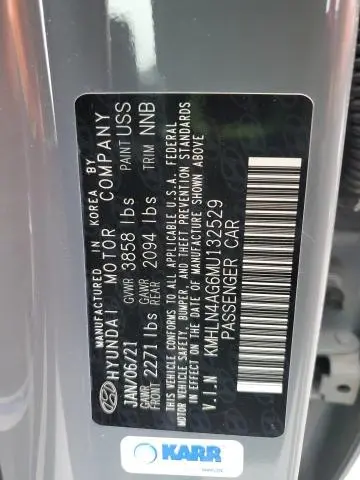 MANUFACTURED IN KOREA BY
HYUNDAI MOTOR COMPANY
JAN/06/21 GVWR 3858 lbs PAINT USS
GAWR FRONT 2271 lbs GAWR REAR 2094 lbs TRIM NNB
THIS VEHICLE CONFORMS TO ALL APPLICABLE U.S.A. FEDERAL
MOTOR VEHICLE SAFETY, BUMPER, AND THEFT PREVENTION STANDARDS
IN EFFECT ON THE DATE OF MANUFACTURE SHOWN ABOVE
V.I.N KMHLN4AG6MU132529
PASSENGER CAR
KARR